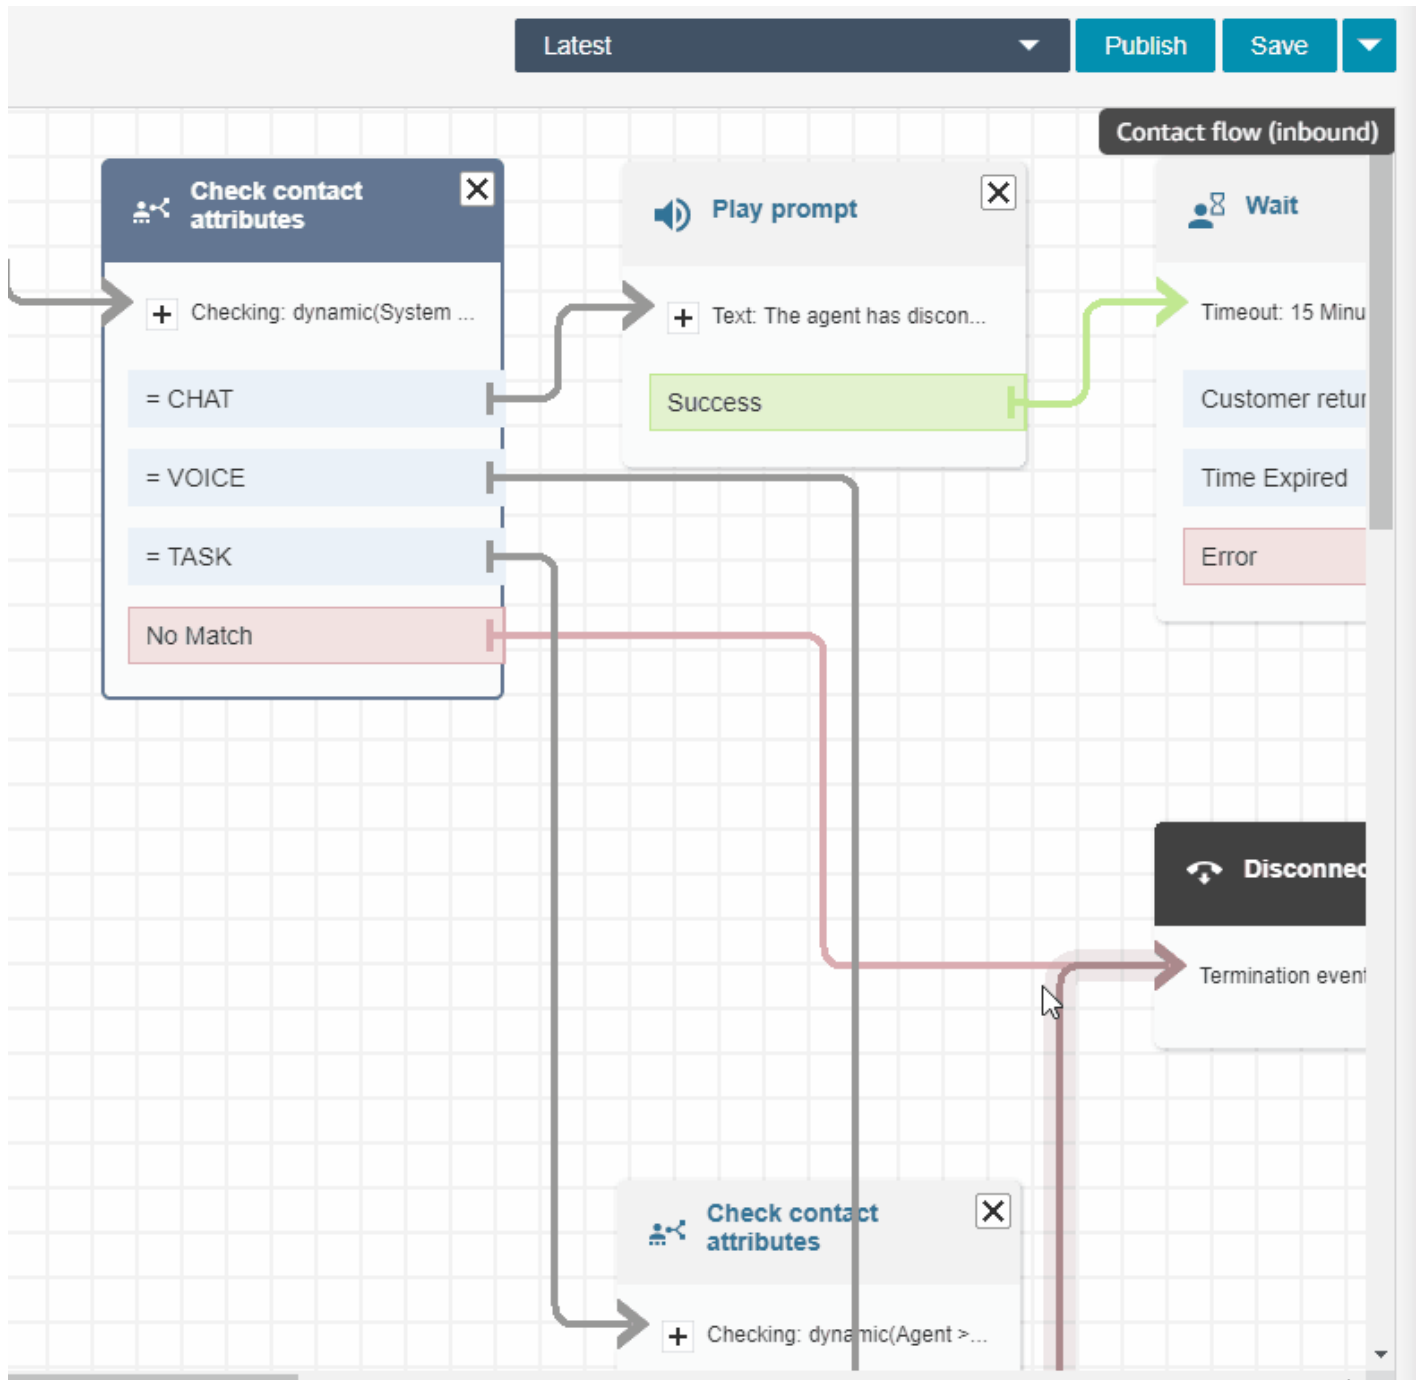 Latest
Publish
Save
Contact flow (inbound)
Check contact
attributes
Checking: dynamic(System ...
= CHAT
= VOICE
= TASK
No Match
Play prompt
Text: The agent has discon...
Success
Wait
Timeout: 15 Minu
Customer retur
Time Expired
Error
Disconnec
Termination event
Check contact
attributes
Checking: dynamic(Agent >...